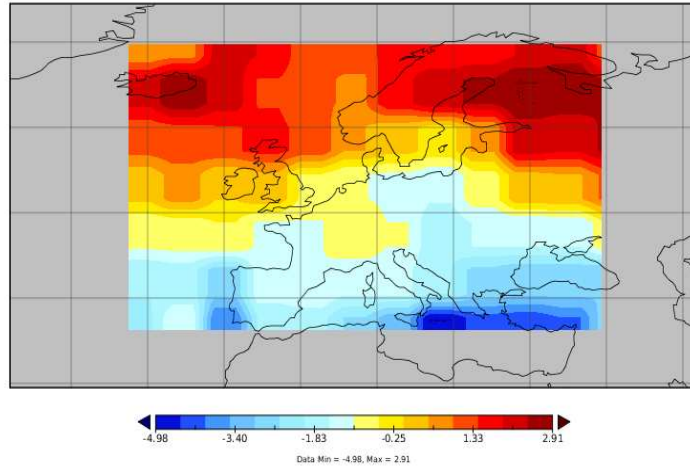 -4.98 -3.40 -1.83 -0.25 1.33 2.91
Data Min = -4.98, Max = 2.91